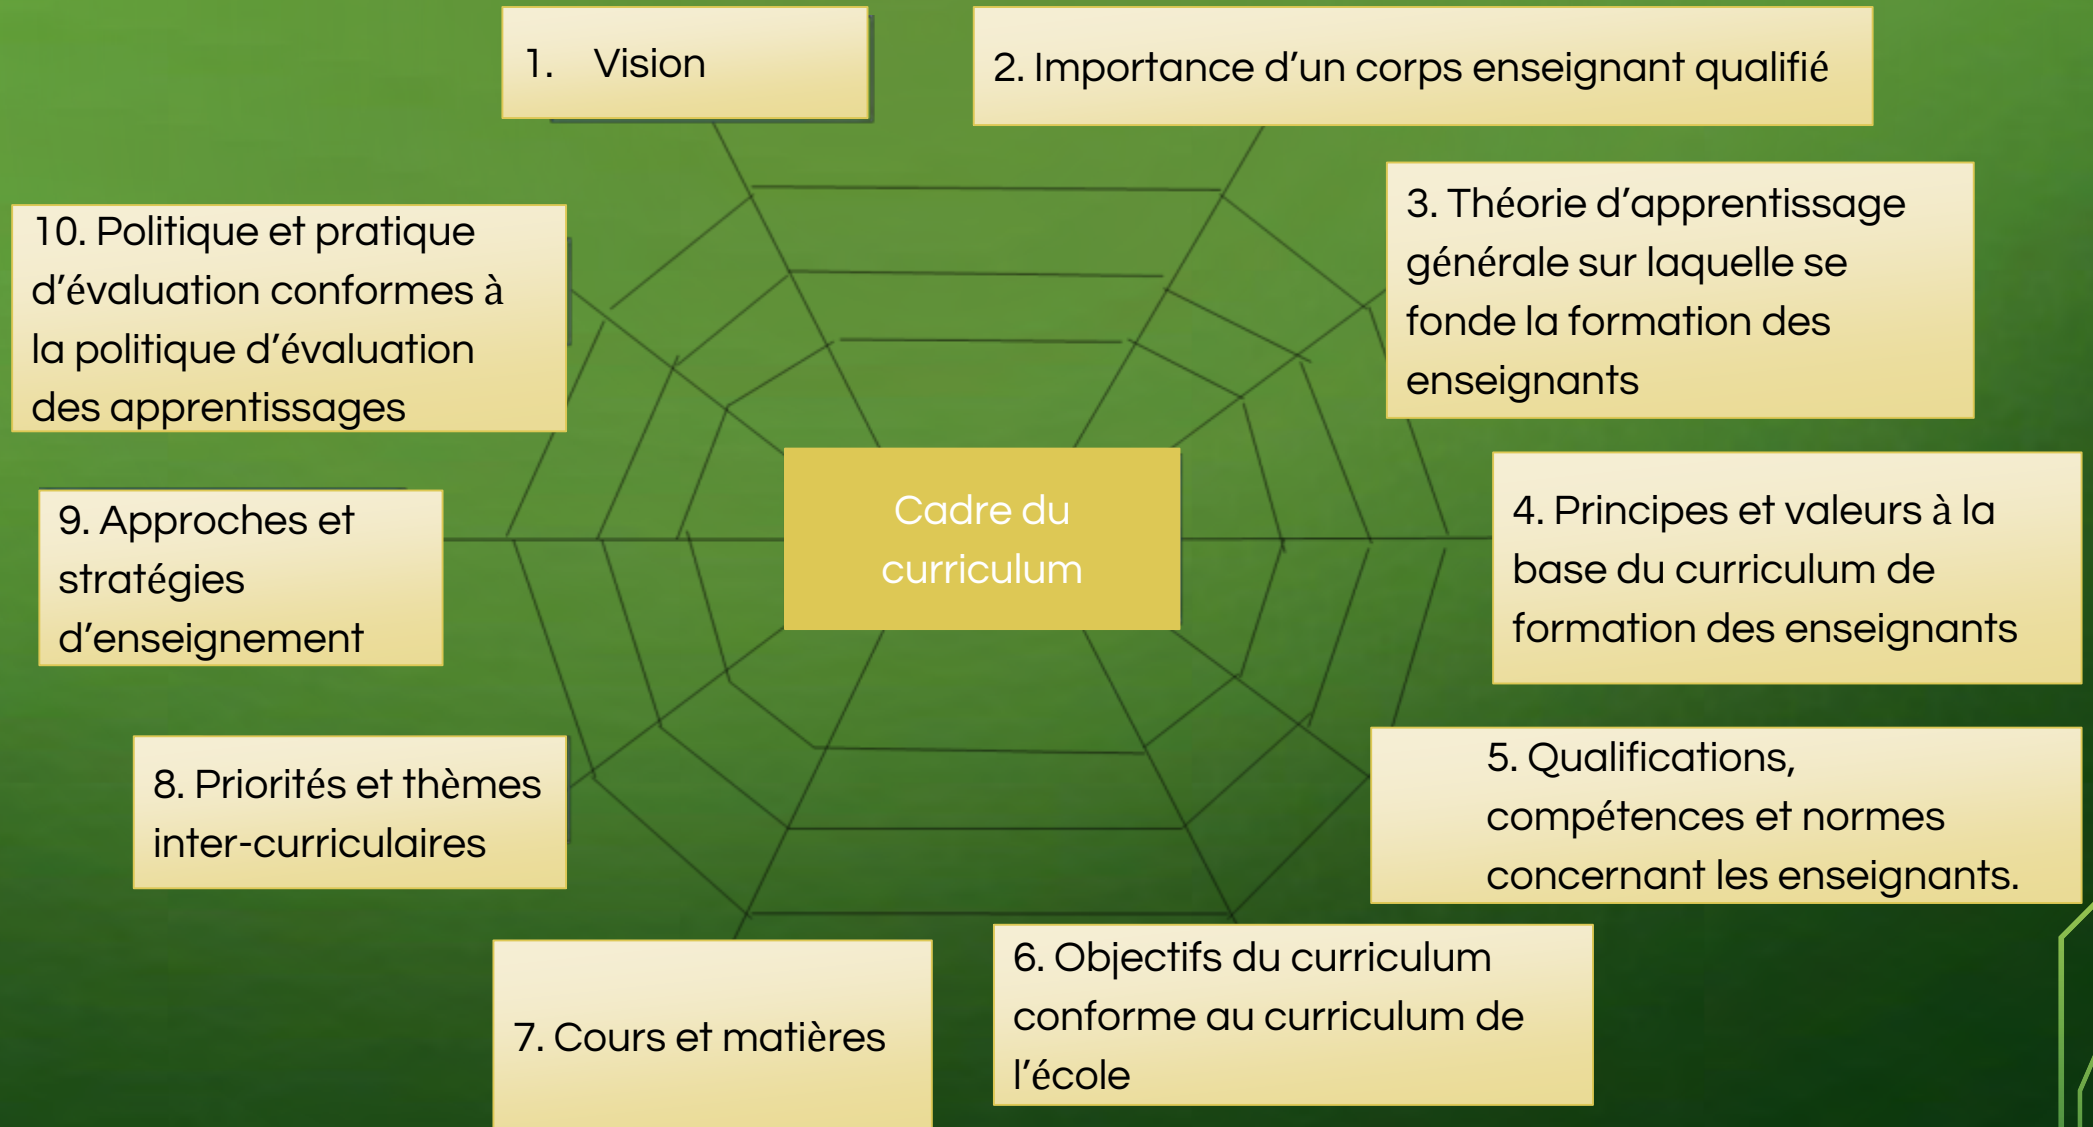 1. Vision
2. Importance d’un corps enseignant qualifié
3. Théorie d’apprentissage
générale sur laquelle se
fonde la formation des
enseignants
4. Principes et valeurs à la
base du curriculum de
formation des enseignants
5. Qualifications,
compétences et normes
concernant les enseignants.
6. Objectifs du curriculum
conforme au curriculum de
l’école
7. Cours et matières
8. Priorités et thèmes
inter-curriculaires
9. Approches et
stratégies
d’enseignement
10. Politique et pratique
d’évaluation conformes à
la politique d’évaluation
des apprentissages
Cadre du
curriculum